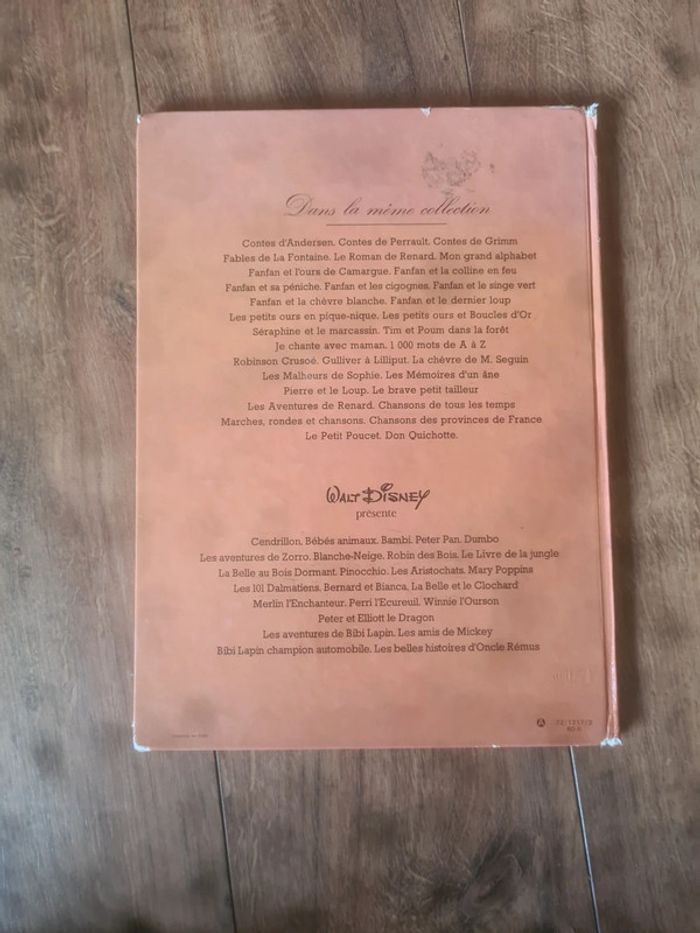 Dans la même collection
Contes d'Andersen. Contes de Perrault. Contes de Grimm
Fables de La Fontaine. Le Roman de Renard. Mon grand alphabet
Fanfan et l'ours de Camargue. Fanfan et la colline en feu
Fanfan et sa péniche. Fanfan et les cigognes. Fanfan et le singe vert
Fanfan et la chèvre blanche. Fanfan et le dernier loup
Les petits ours en pique-nique. Les petits ours et Boucles d'Or
Séraphine et le marcassin. Tim et Poum dans la forêt
Je chante avec maman. 1 000 mots de A à Z
Robinson Crusoé. Gulliver à Lilliput. La chèvre de M. Seguin
Les Malheurs de Sophie. Les Mémoires d'un âne
Pierre et le Loup. Le brave petit tailleur
Les Aventures de Renard. Chansons de tous les temps
Marches, rondes et chansons. Chansons des provinces de France
Le Petit Poucet. Don Quichotte.
WALT DISNEY
présente
Cendrillon. Bébés animaux. Bambi. Peter Pan. Dumbo
Les aventures de Zorro. Blanche-Neige. Robin des Bois. Le Livre de la jungle
La Belle au Bois Dormant. Pinocchio. Les Aristochats. Mary Poppins
Les 101 Dalmatiens. Bernard et Bianca, La Belle et le Clochard
Merlin l'Enchanteur. Perri l'Ecureuil. Winnie l'Ourson
Peter et Elliott le Dragon
Les aventures de Bibi Lapin. Les amis de Mickey
Bibi Lapin champion automobile. Les belles histoires d'Oncle Rémus
A 22/1217/2